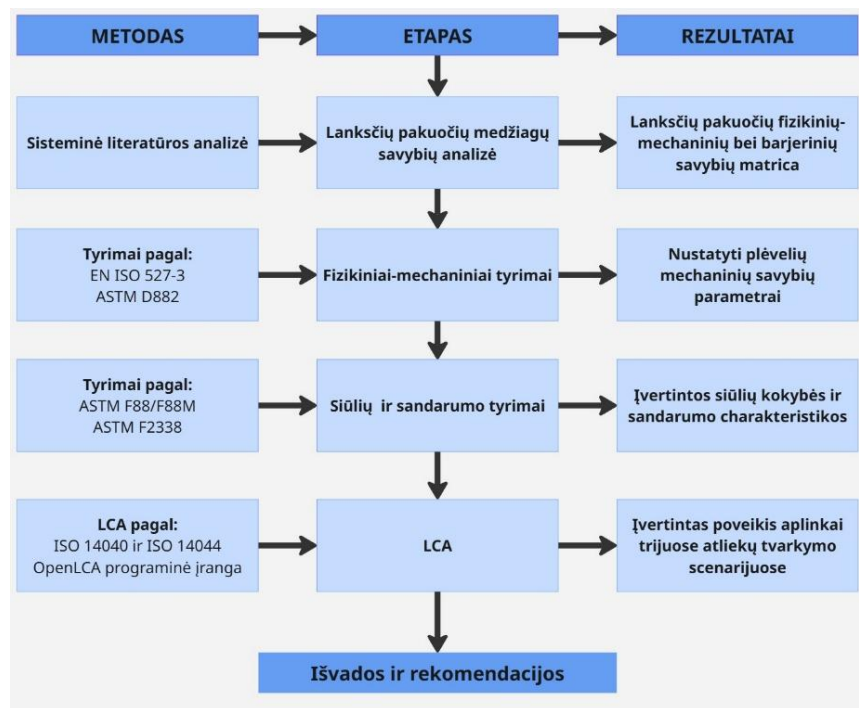 METODAS
ETAPAS
REZULTATAI
Sisteminė literatūros analizė
Lanksčių pakuočių medžiagų
savybių analizė
Lanksčių pakuočių fizikinių-
mechaninių bei barjerinių
savybių matrica
Tyrimai pagal:
EN ISO 527-3
ASTM D882
Fizikiniai-mechaniniai tyrimai
Nustatyti plėvelių
mechaninių savybių
parametrai
Tyrimai pagal:
ASTM F88/F88M
ASTM F2338
Siūlių ir sandarumo tyrimai
Įvertintos siūlių kokybės ir
sandarumo charakteristikos
LCA pagal:
ISO 14040 ir ISO 14044
OpenLCA programinė įranga
LCA
Įvertintas poveikis aplinkai
trijuose atliekų tvarkymo
scenarijuose
Išvados ir rekomendacijos